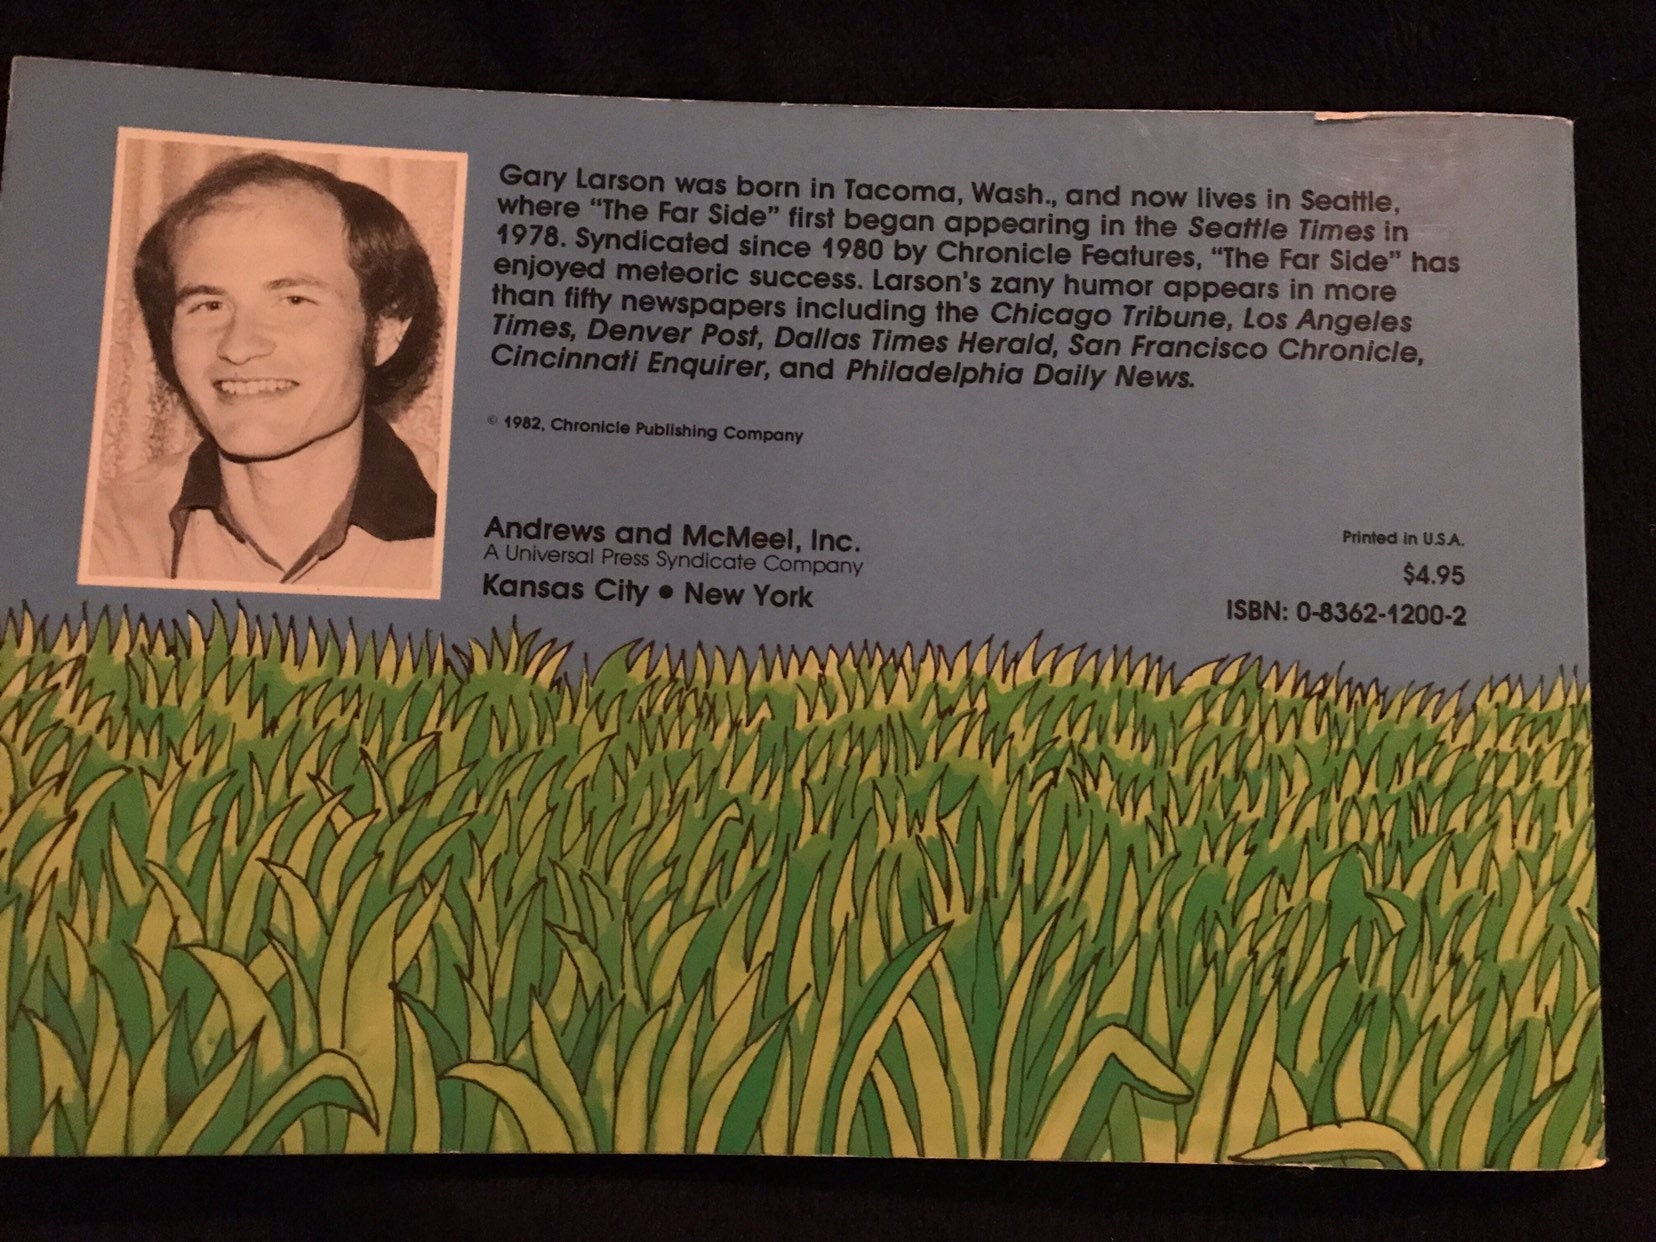 Gary Larson was born in Tacoma, Wash., and now lives in Seattle,
where “The Far Side” first began appearing in the Seattle Times in
1978. Syndicated since 1980 by Chronicle Features, “The Far Side” has
enjoyed meteoric success. Larson's zany humor appears in more
than fifty newspapers including the Chicago Tribune, Los Angeles
Times, Denver Post, Dallas Times Herald, San Francisco Chronicle,
Cincinnati Enquirer, and Philadelphia Daily News.
© 1982, Chronicle Publishing Company
Andrews and McMeel, Inc.
A Universal Press Syndicate Company
Kansas City • New York
Printed in U.S.A.
$4.95
ISBN: 0-8362-1200-2